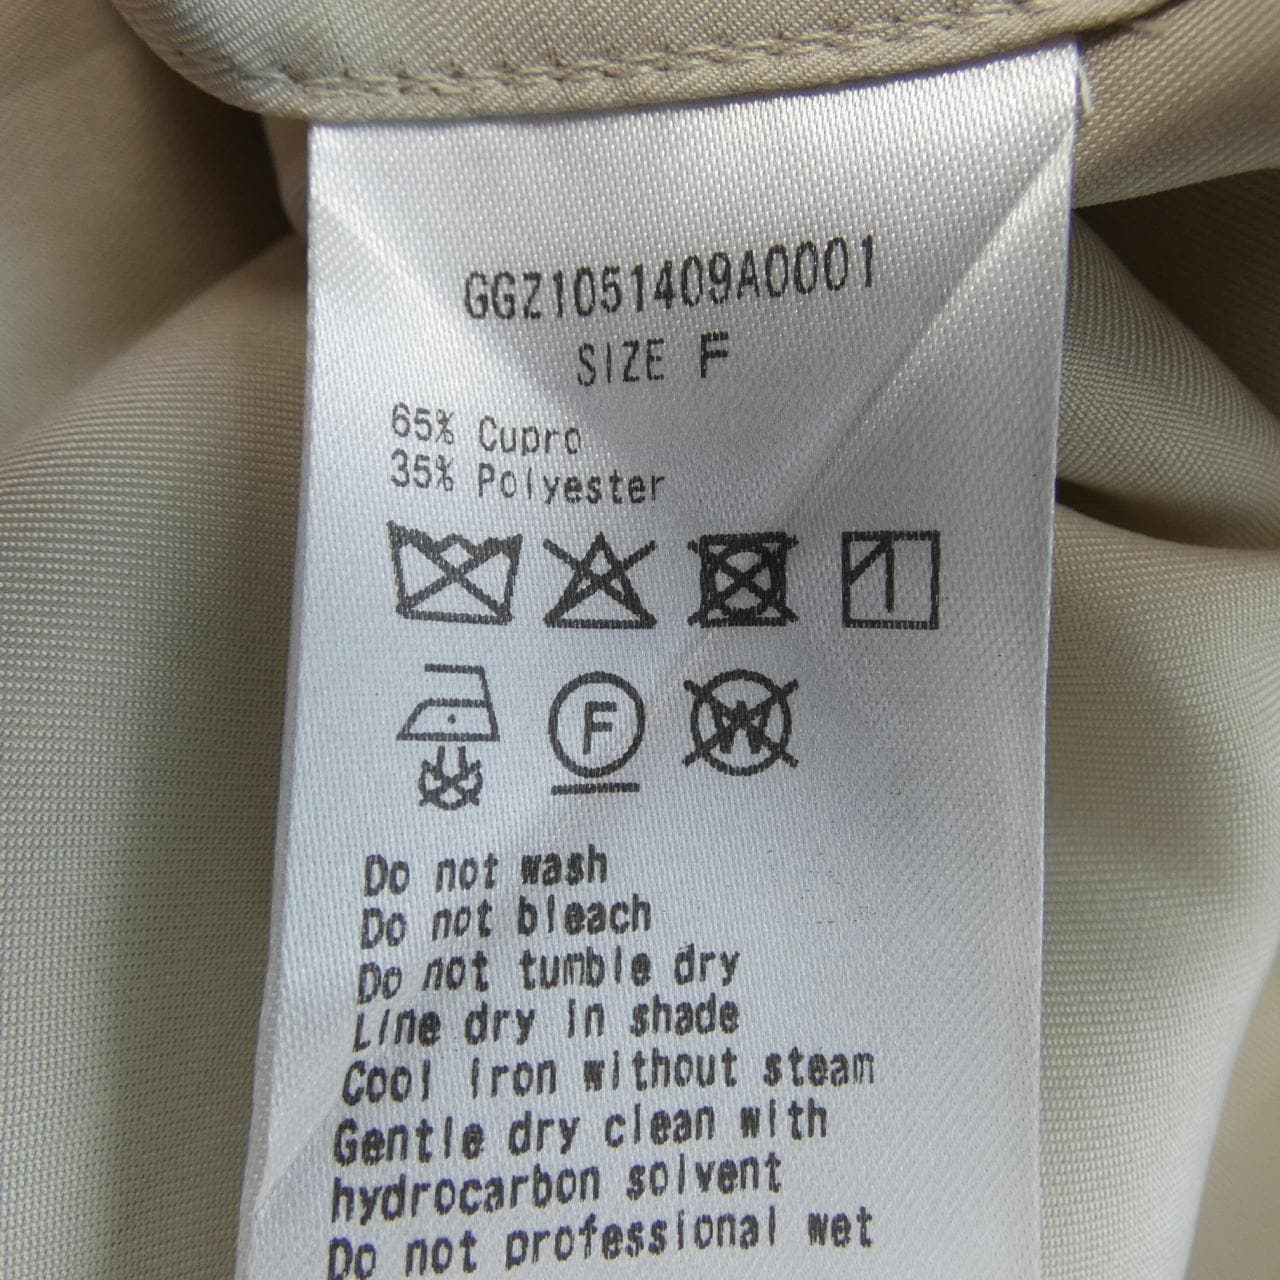 GGZ1051409A0001
SIZE F
65% Cupro
35% Polyester
F W
Do not wash
Do not bleach
Do not tumble dry
Line dry in shade
Cool iron without steam
Gentle dry clean with
hydrocarbon solvent
Do not professional wet